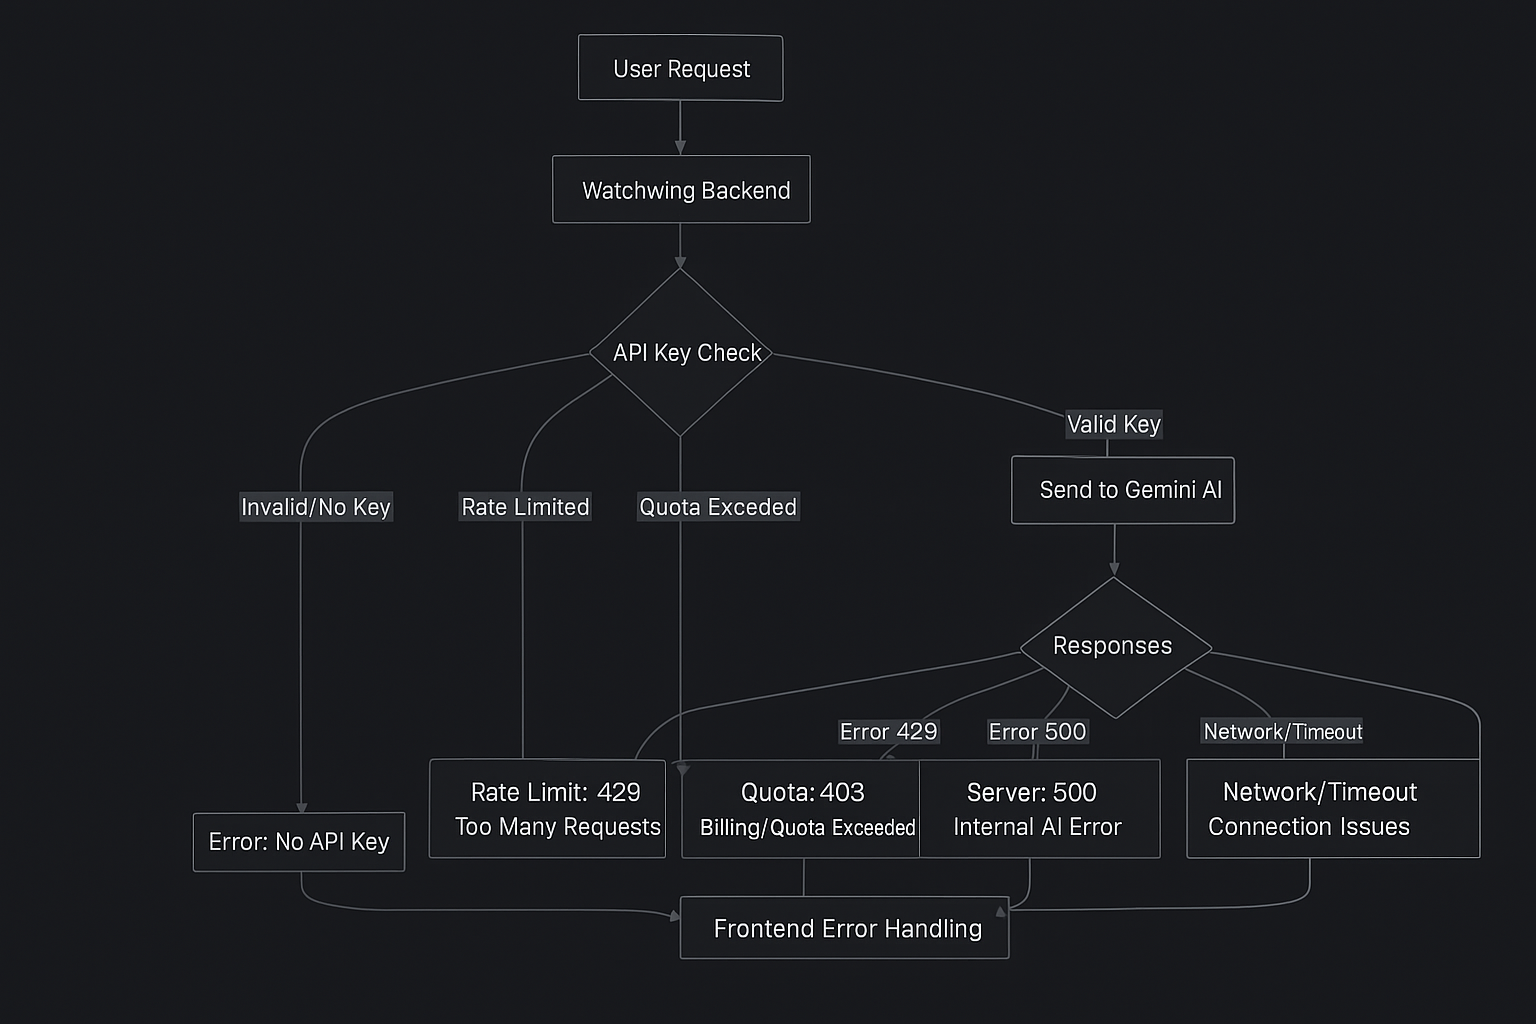 User Request
Watchwing Backend
API Key Check
Valid Key
Send to Gemini AI
Invalid/No Key
Rate Limited
Quota Exceded
Responses
Error 429
Error 500
Network/Timeout
Rate Limit: 429
Too Many Requests
Quota: 403
Billing/Quota Exceeded
Server: 500
Internal AI Error
Network/Timeout
Connection Issues
Error: No API Key
Frontend Error Handling